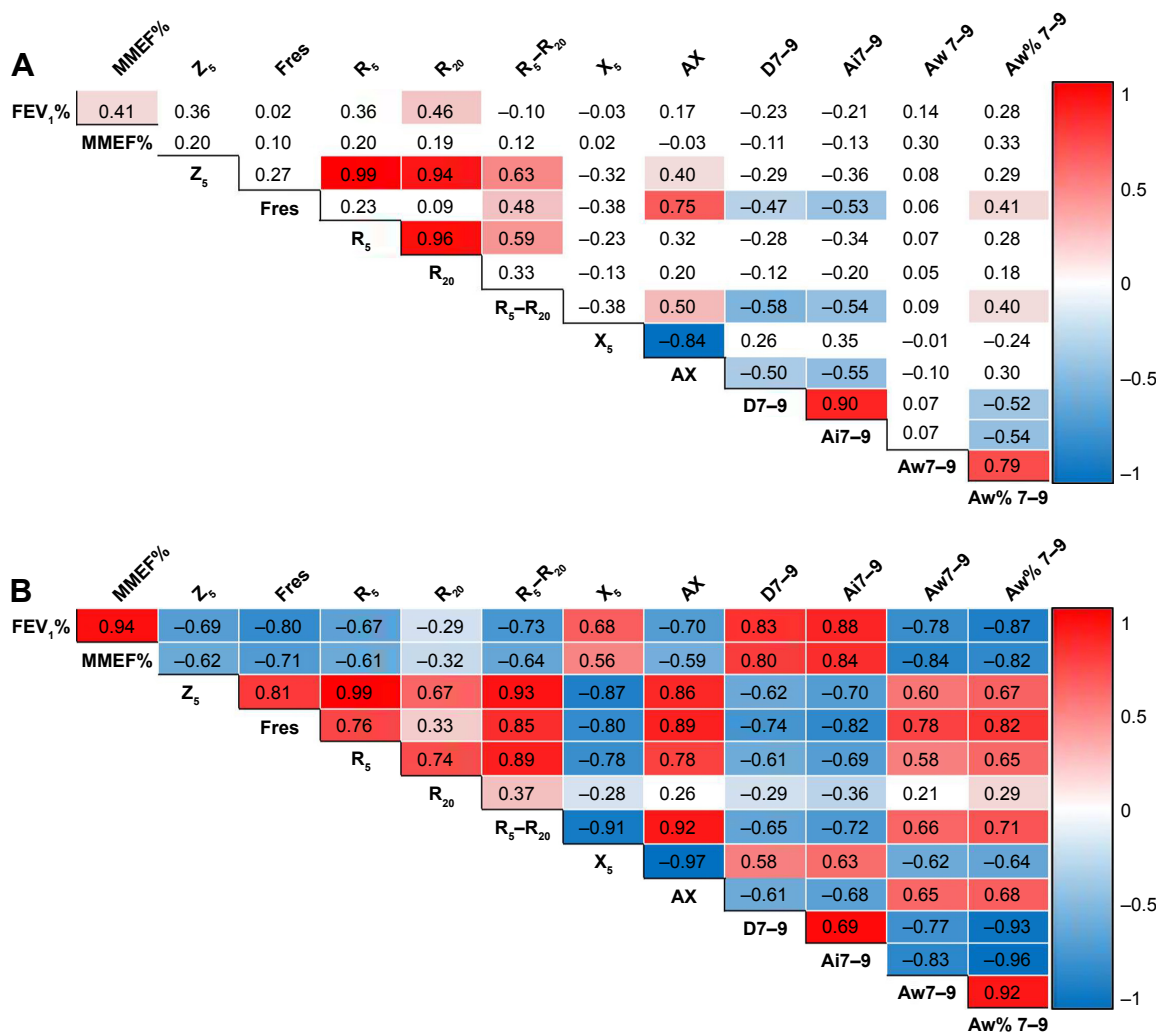 A
MMEF% Z₅ Fres R₅ R₂₀ R₅–R₂₀ X₅ AX D7–9 Ai7–9 Aw 7–9 Aw% 7–9
FEV₁% 0.41 0.36 0.02 0.36 0.46 –0.10 –0.03 0.17 –0.23 –0.21 0.14 0.28
MMEF% 0.20 0.10 0.20 0.19 0.12 0.02 –0.03 –0.11 –0.13 0.30 0.33
Z₅ 0.27 0.99 0.94 0.63 –0.32 0.40 –0.29 –0.36 0.08 0.29
Fres 0.23 0.09 0.48 –0.38 0.75 –0.47 –0.53 0.06 0.41
R₅ 0.96 0.59 –0.23 0.32 –0.28 –0.34 0.07 0.28
R₂₀ 0.33 –0.13 0.20 –0.12 –0.20 0.05 0.18
R₅–R₂₀ –0.38 0.50 –0.58 –0.54 0.09 0.40
X₅ –0.84 0.26 0.35 –0.01 –0.24
AX –0.50 –0.55 –0.10 0.30
D7–9 0.90 0.07 –0.52
Ai7–9 0.07 –0.54
Aw7–9 0.79
Aw% 7–9
1
0.5
0
–0.5
–1
B
MMEF% Z₅ Fres R₅ R₂₀ R₅–R₂₀ X₅ AX D7–9 Ai7–9 Aw7–9 Aw% 7–9
FEV₁% 0.94 –0.69 –0.80 –0.67 –0.29 –0.73 0.68 –0.70 0.83 0.88 –0.78 –0.87
MMEF% –0.62 –0.71 –0.61 –0.32 –0.64 0.56 –0.59 0.80 0.84 –0.84 –0.82
Z₅ 0.81 0.99 0.67 0.93 –0.87 0.86 –0.62 –0.70 0.60 0.67
Fres 0.76 0.33 0.85 –0.80 0.89 –0.74 –0.82 0.78 0.82
R₅ 0.74 0.89 –0.78 0.78 –0.61 –0.69 0.58 0.65
R₂₀ 0.37 –0.28 0.26 –0.29 –0.36 0.21 0.29
R₅–R₂₀ –0.91 0.92 –0.65 –0.72 0.66 0.71
X₅ –0.97 0.58 0.63 –0.62 –0.64
AX –0.61 –0.68 0.65 0.68
D7–9 0.69 –0.77 –0.93
Ai7–9 –0.83 –0.96
Aw7–9 0.92
Aw% 7–9
1
0.5
0
–0.5
–1